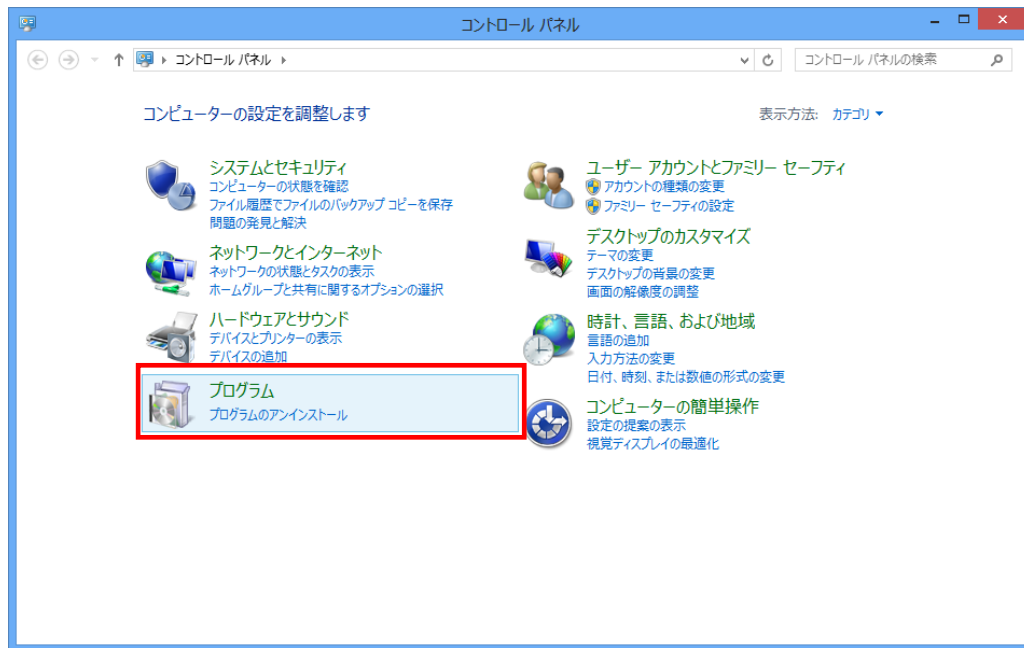 コントロール パネル
コントロール パネル
コントロール パネルの検索
コンピューターの設定を調整します
表示方法: カテゴリ
システムとセキュリティ
コンピューターの状態を確認
ファイル履歴でファイルのバックアップ コピーを保存
問題の発見と解決
ネットワークとインターネット
ネットワークの状態とタスクの表示
ホームグループと共有に関するオプションの選択
ハードウェアとサウンド
デバイスとプリンターの表示
デバイスの追加
プログラム
プログラムのアンインストール
ユーザー アカウントとファミリー セーフティ
アカウントの種類の変更
ファミリー セーフティの設定
デスクトップのカスタマイズ
テーマの変更
デスクトップの背景の変更
画面の解像度の調整
時計、言語、および地域
言語の追加
入力方法の変更
日付、時刻、または数値の形式の変更
コンピューターの簡単操作
設定の提案の表示
視覚ディスプレイの最適化